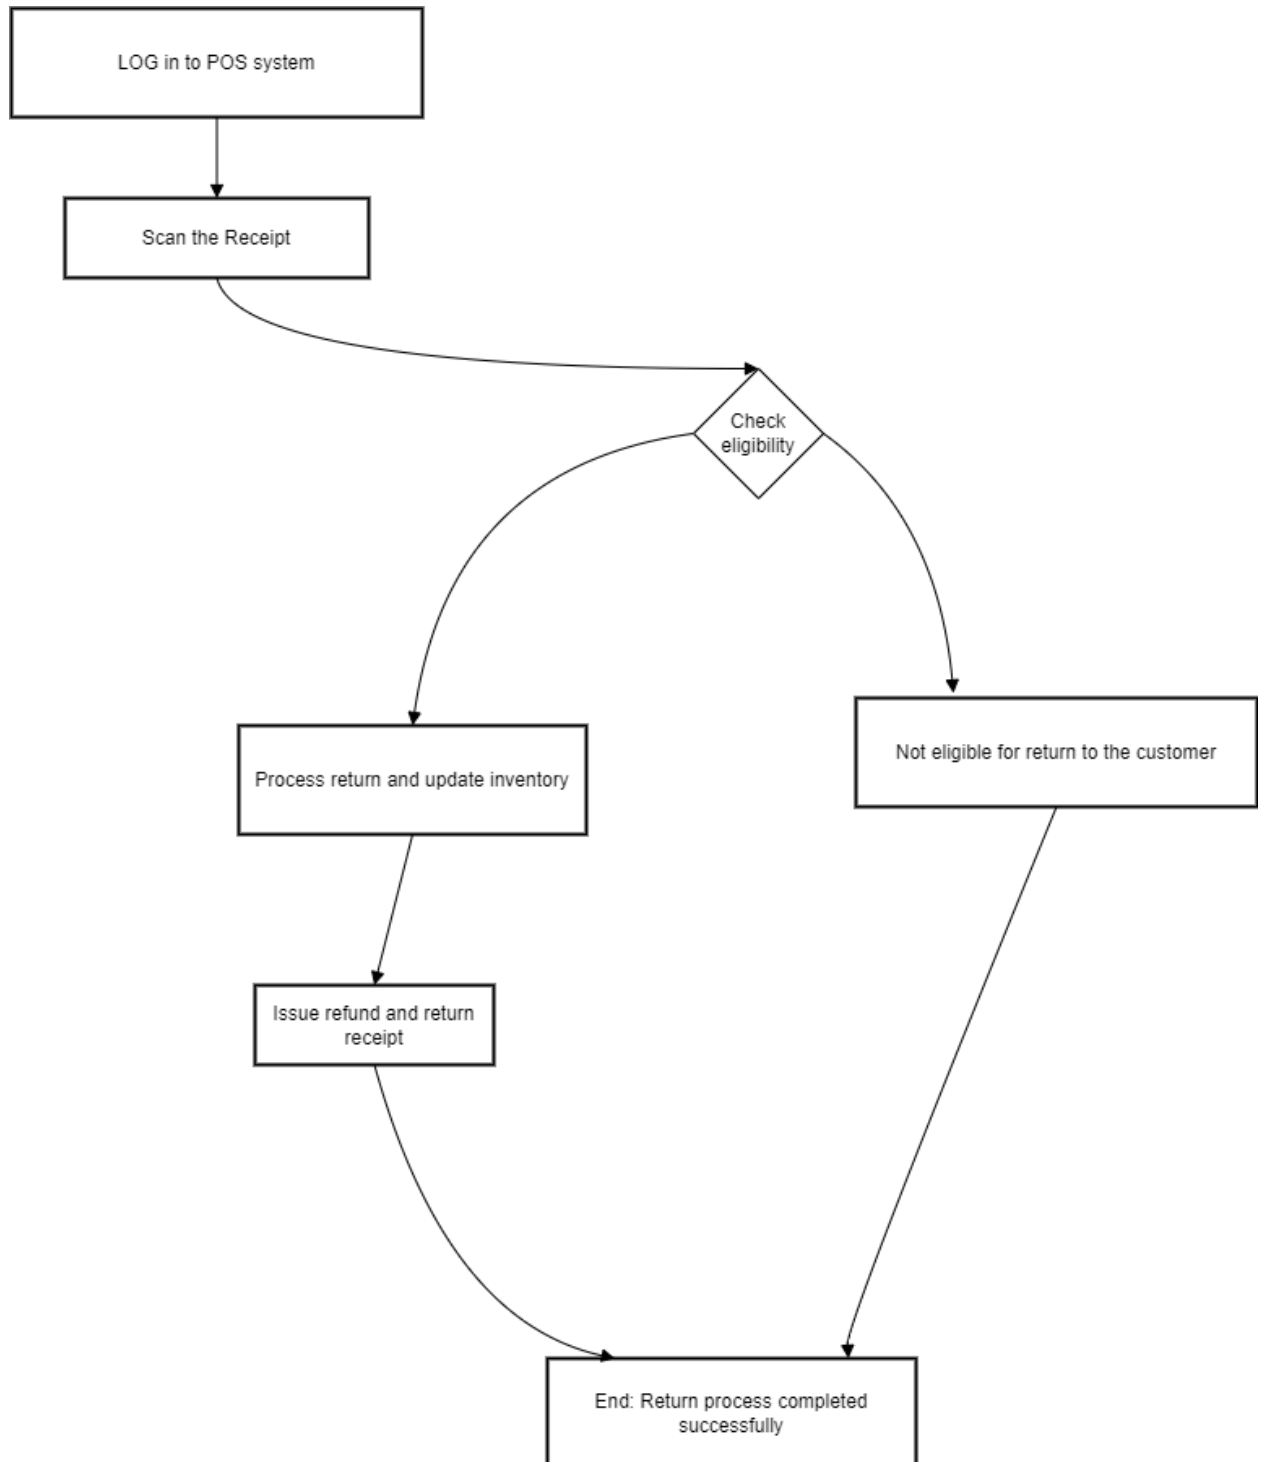 LOG in to POS system
Scan the Receipt
Check
eligibility
Process return and update inventory
Not eligible for return to the customer
Issue refund and return
receipt
End: Return process completed
successfully